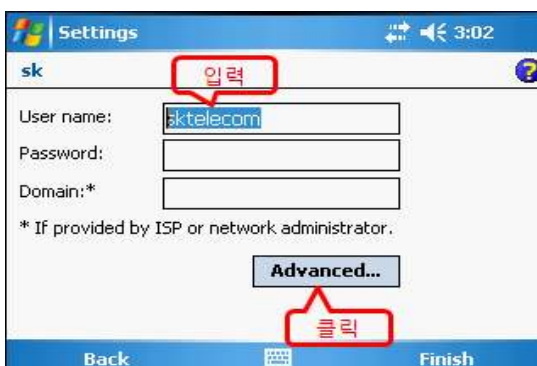 Settings 3:02
sk
입력
User name: sktelecom
Password:
Domain:*
* If provided by ISP or network administrator.
Advanced...
클릭
Back Finish